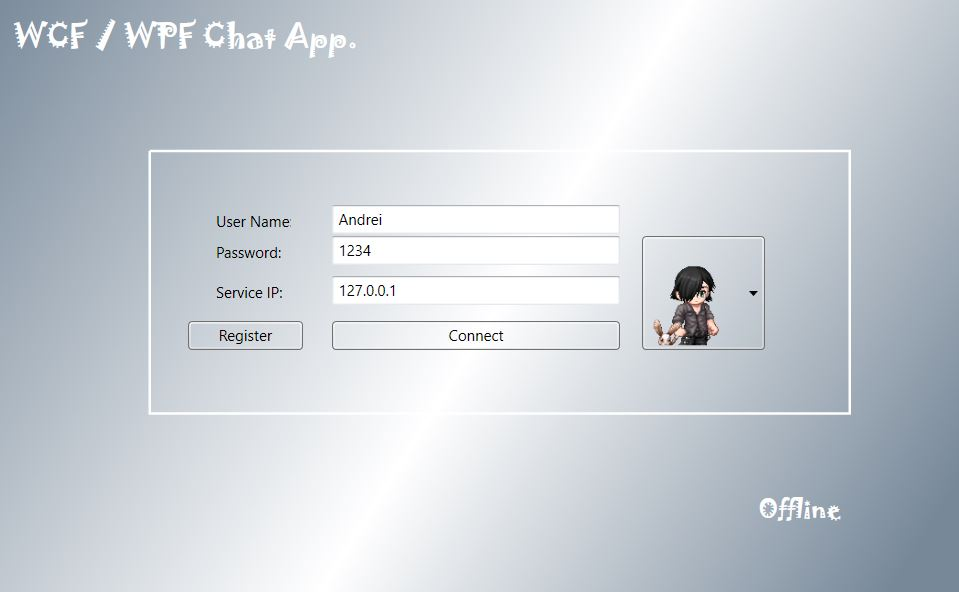 WCF / WPF Chat App.
User Name: Andrei
Password: 1234
Service IP: 127.0.0.1
Register Connect
Offline